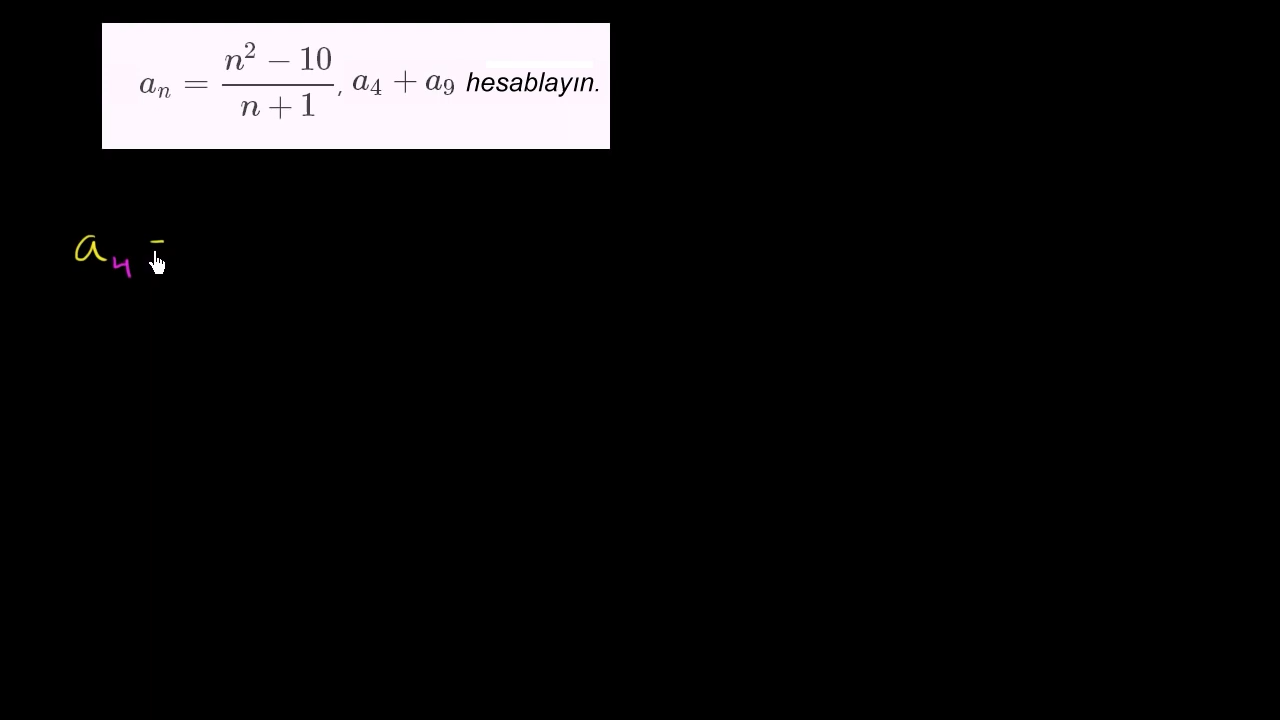 aₙ = (n² − 10)/(n + 1), a₄ + a₉ hesablayın.
a₄ -